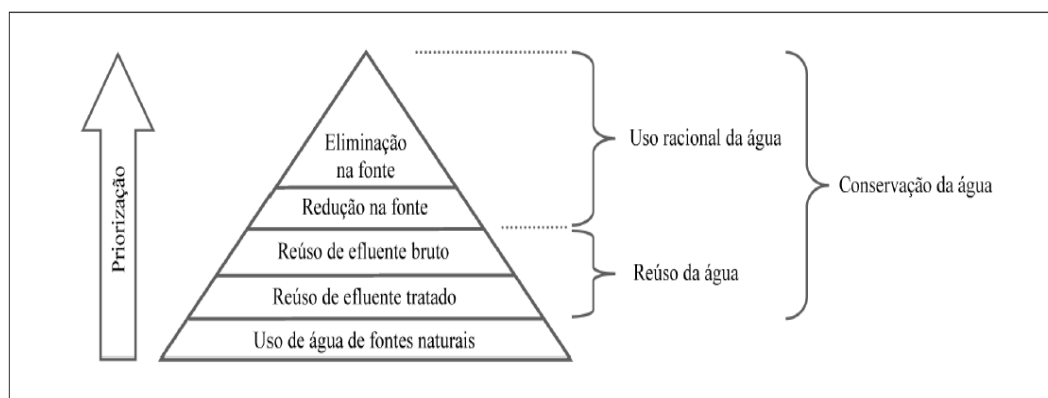 Priorização
Eliminação
na fonte
Redução na fonte
Reúso de efluente bruto
Reúso de efluente tratado
Uso de água de fontes naturais
Uso racional da água
Reúso da água
Conservação da água